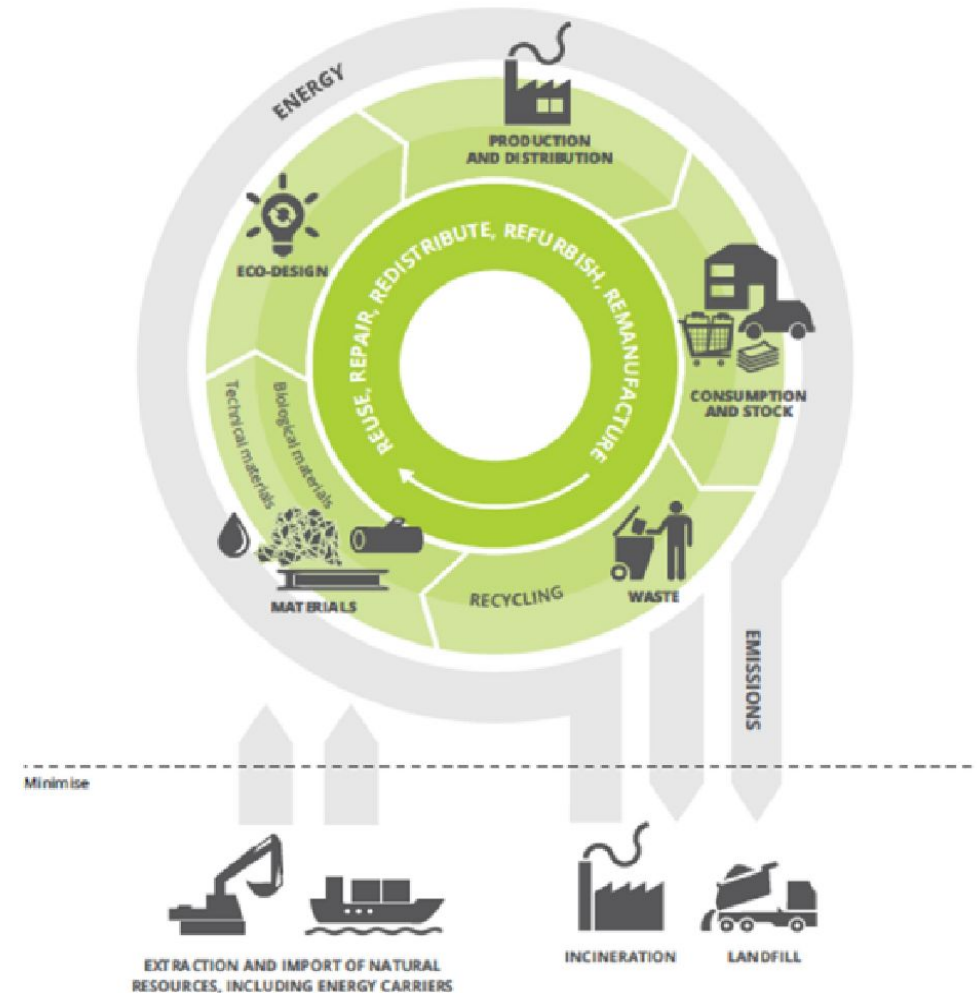 ENERGY
PRODUCTION
AND DISTRIBUTION
ECO-DESIGN
REUSE, REPAIR, REDISTRIBUTE, REFURBISH, REMANUFACTURE
CONSUMPTION
AND STOCK
Technical materials
Biological materials
MATERIALS
RECYCLING
WASTE
EMISSIONS
Minimise
EXTRACTION AND IMPORT OF NATURAL
RESOURCES, INCLUDING ENERGY CARRIERS
INCINERATION
LANDFILL